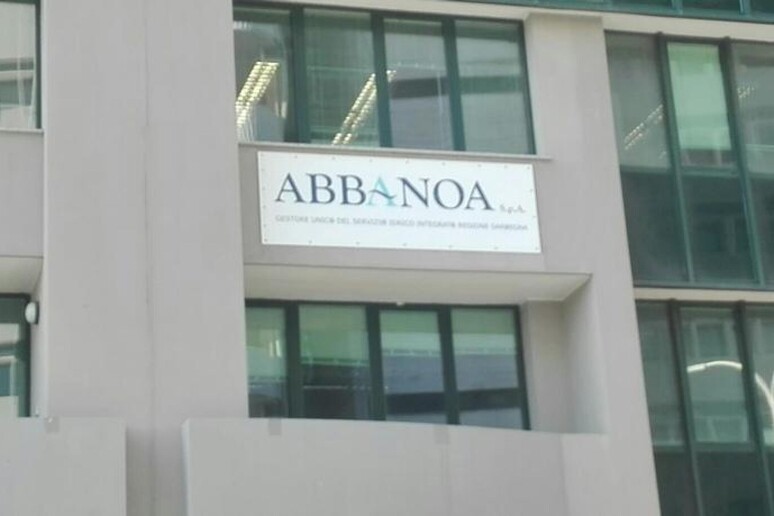 ABBANOA S.p.A.
GESTORE UNICO DEL SERVIZIO IDRICO INTEGRATO REGIONE SARDEGNA